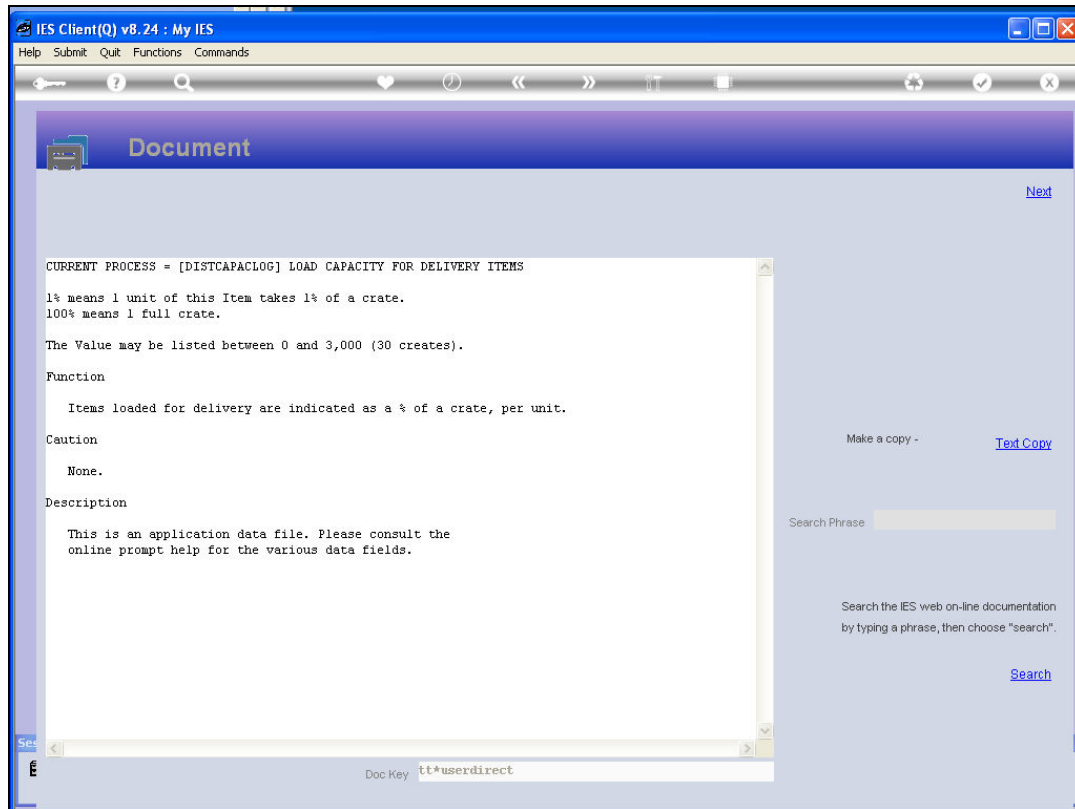 IES Client(Q) v8.24 : My IES
Help Submit Quit Functions Commands
Document
Next
CURRENT PROCESS = [DISTCAPACLOG] LOAD CAPACITY FOR DELIVERY ITEMS
1% means 1 unit of this Item takes 1% of a crate.
100% means 1 full crate.
The Value may be listed between 0 and 3,000 (30 creates).
Function
Items loaded for delivery are indicated as a % of a crate, per unit.
Caution
None.
Description
This is an application data file. Please consult the
online prompt help for the various data fields.
Make a copy -
Text Copy
Search Phrase
Search the IES web on-line documentation
by typing a phrase, then choose "search".
Search
Doc Key tt*userdirect